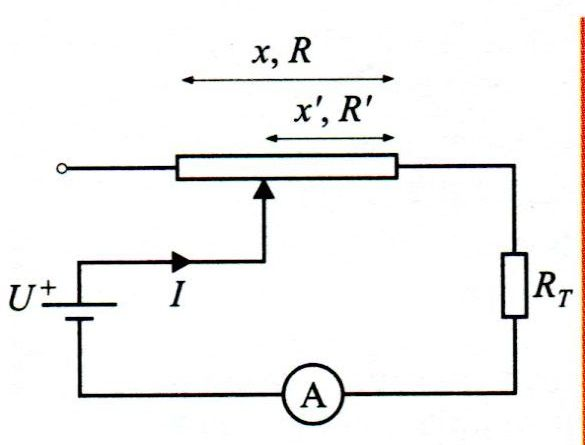 x, R
x′, R′
U+
I
R_T
A